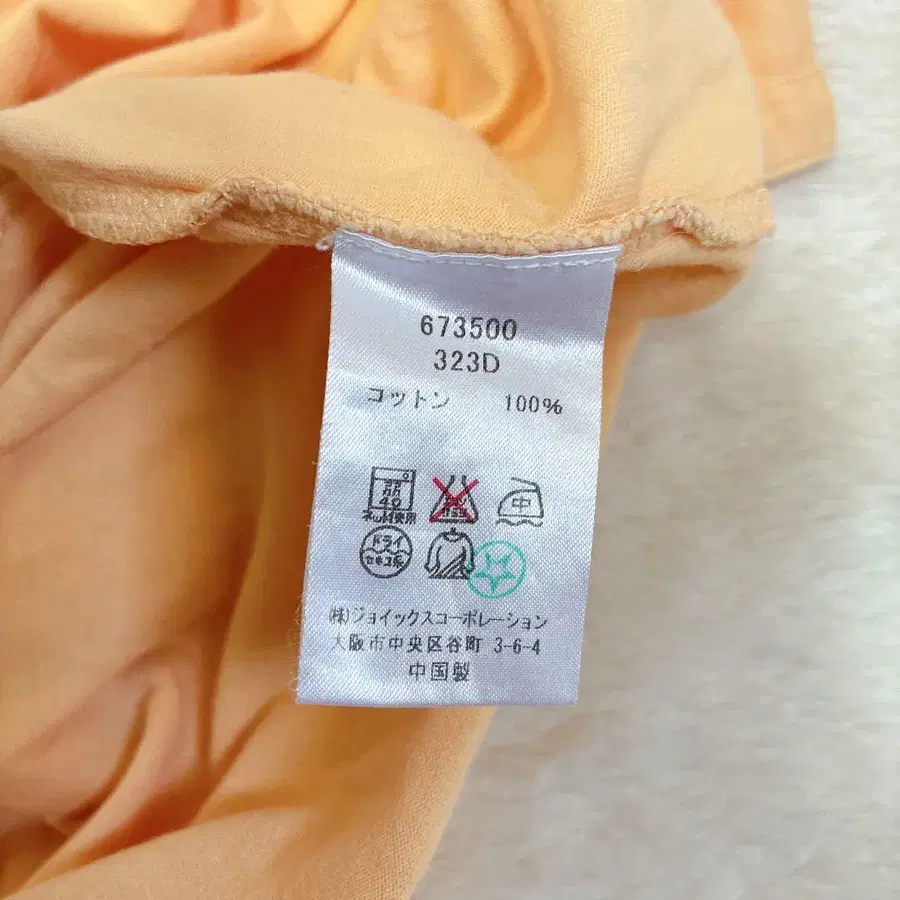 673500
323D
コットン 100%
40
ネット使用
中
ドライ
セキユ系
(株)ジョイックスコーポレーション
大阪市中央区谷町 3-6-4
中国製